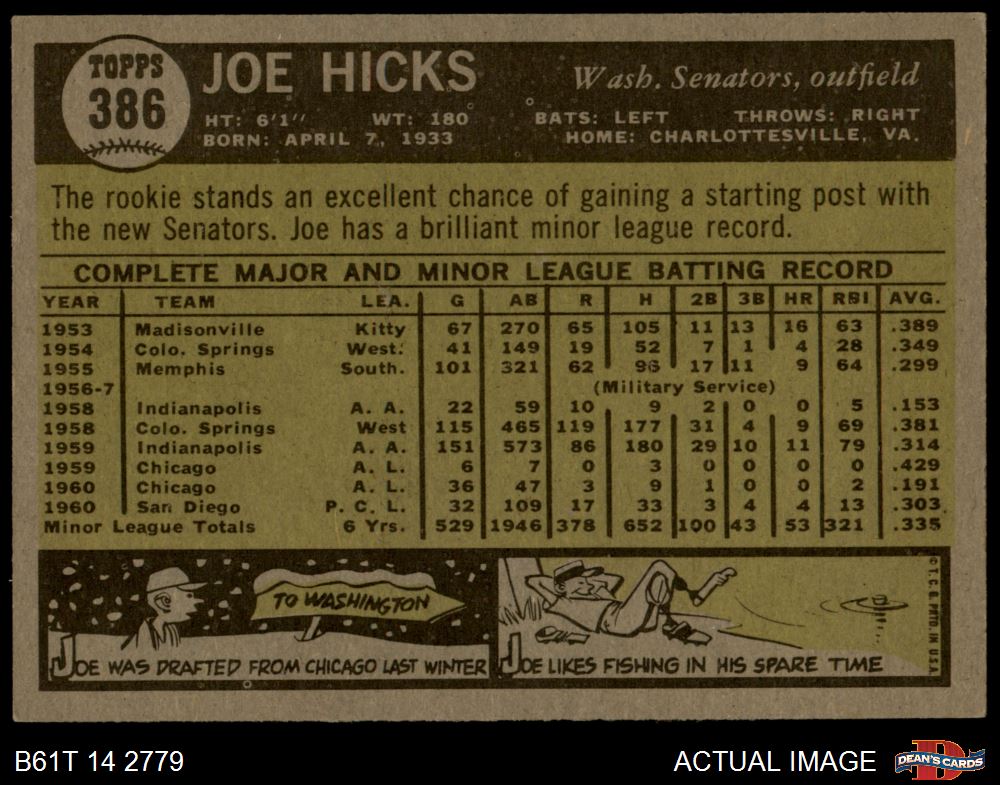 TOPPS
386
JOE HICKS
Wash. Senators, outfield
HT: 6'1" WT: 180 BATS: LEFT THROWS: RIGHT
BORN: APRIL 7, 1933 HOME: CHARLOTTESVILLE, VA.
The rookie stands an excellent chance of gaining a starting post with
the new Senators. Joe has a brilliant minor league record.
COMPLETE MAJOR AND MINOR LEAGUE BATTING RECORD
YEAR TEAM LEA. G AB R H 2B 3B HR RBI AVG.
1953 Madisonville Kitty 67 270 65 105 11 13 16 63 .389
1954 Colo. Springs West. 41 149 19 52 7 1 4 28 .349
1955 Memphis South. 101 321 62 96 17 11 9 64 .299
1956-7 (Military Service)
1958 Indianapolis A. A. 22 59 10 9 2 0 0 5 .153
1958 Colo. Springs West 115 465 119 177 31 4 9 69 .381
1959 Indianapolis A. A. 151 573 86 180 29 10 11 79 .314
1959 Chicago A. L. 6 7 0 3 0 0 0 0 .429
1960 Chicago A. L. 36 47 3 9 1 0 0 2 .191
1960 San Diego P. C. L. 32 109 17 33 3 4 4 13 .303
Minor League Totals 6 Yrs. 529 1946 378 652 100 43 53 321 .335
TO WASHINGTON
JOE WAS DRAFTED FROM CHICAGO LAST WINTER
JOE LIKES FISHING IN HIS SPARE TIME
© T. C. G. PRTD. IN U.S.A.
B61T 14 2779
ACTUAL IMAGE
D
DEAN'S CARDS